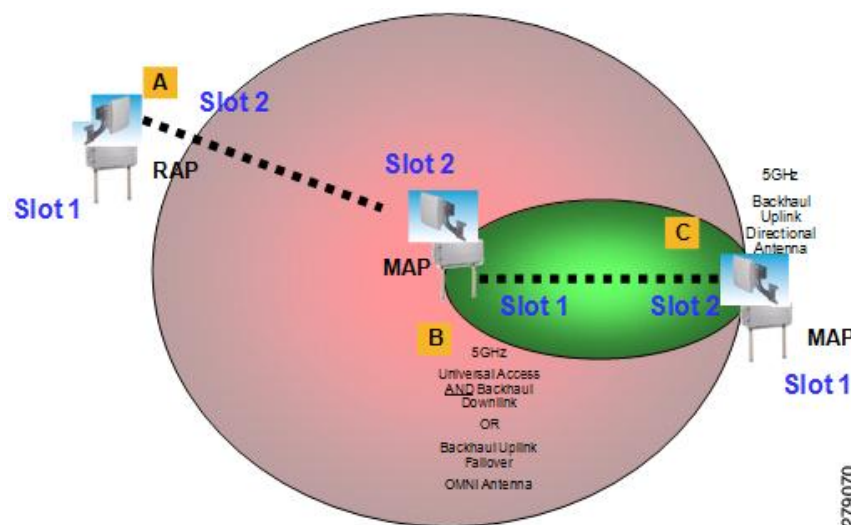 A
Slot 2
RAP
Slot 1
Slot 2
MAP
5GHz
Backhaul
Uplink
Directional
Antenna
C
Slot 1
Slot 2
MAP
Slot 1
B
5GHz
Universal Access
AND Backhaul
Downlink
OR
Backhaul Uplink
Failover
OMNI Antenna
279070